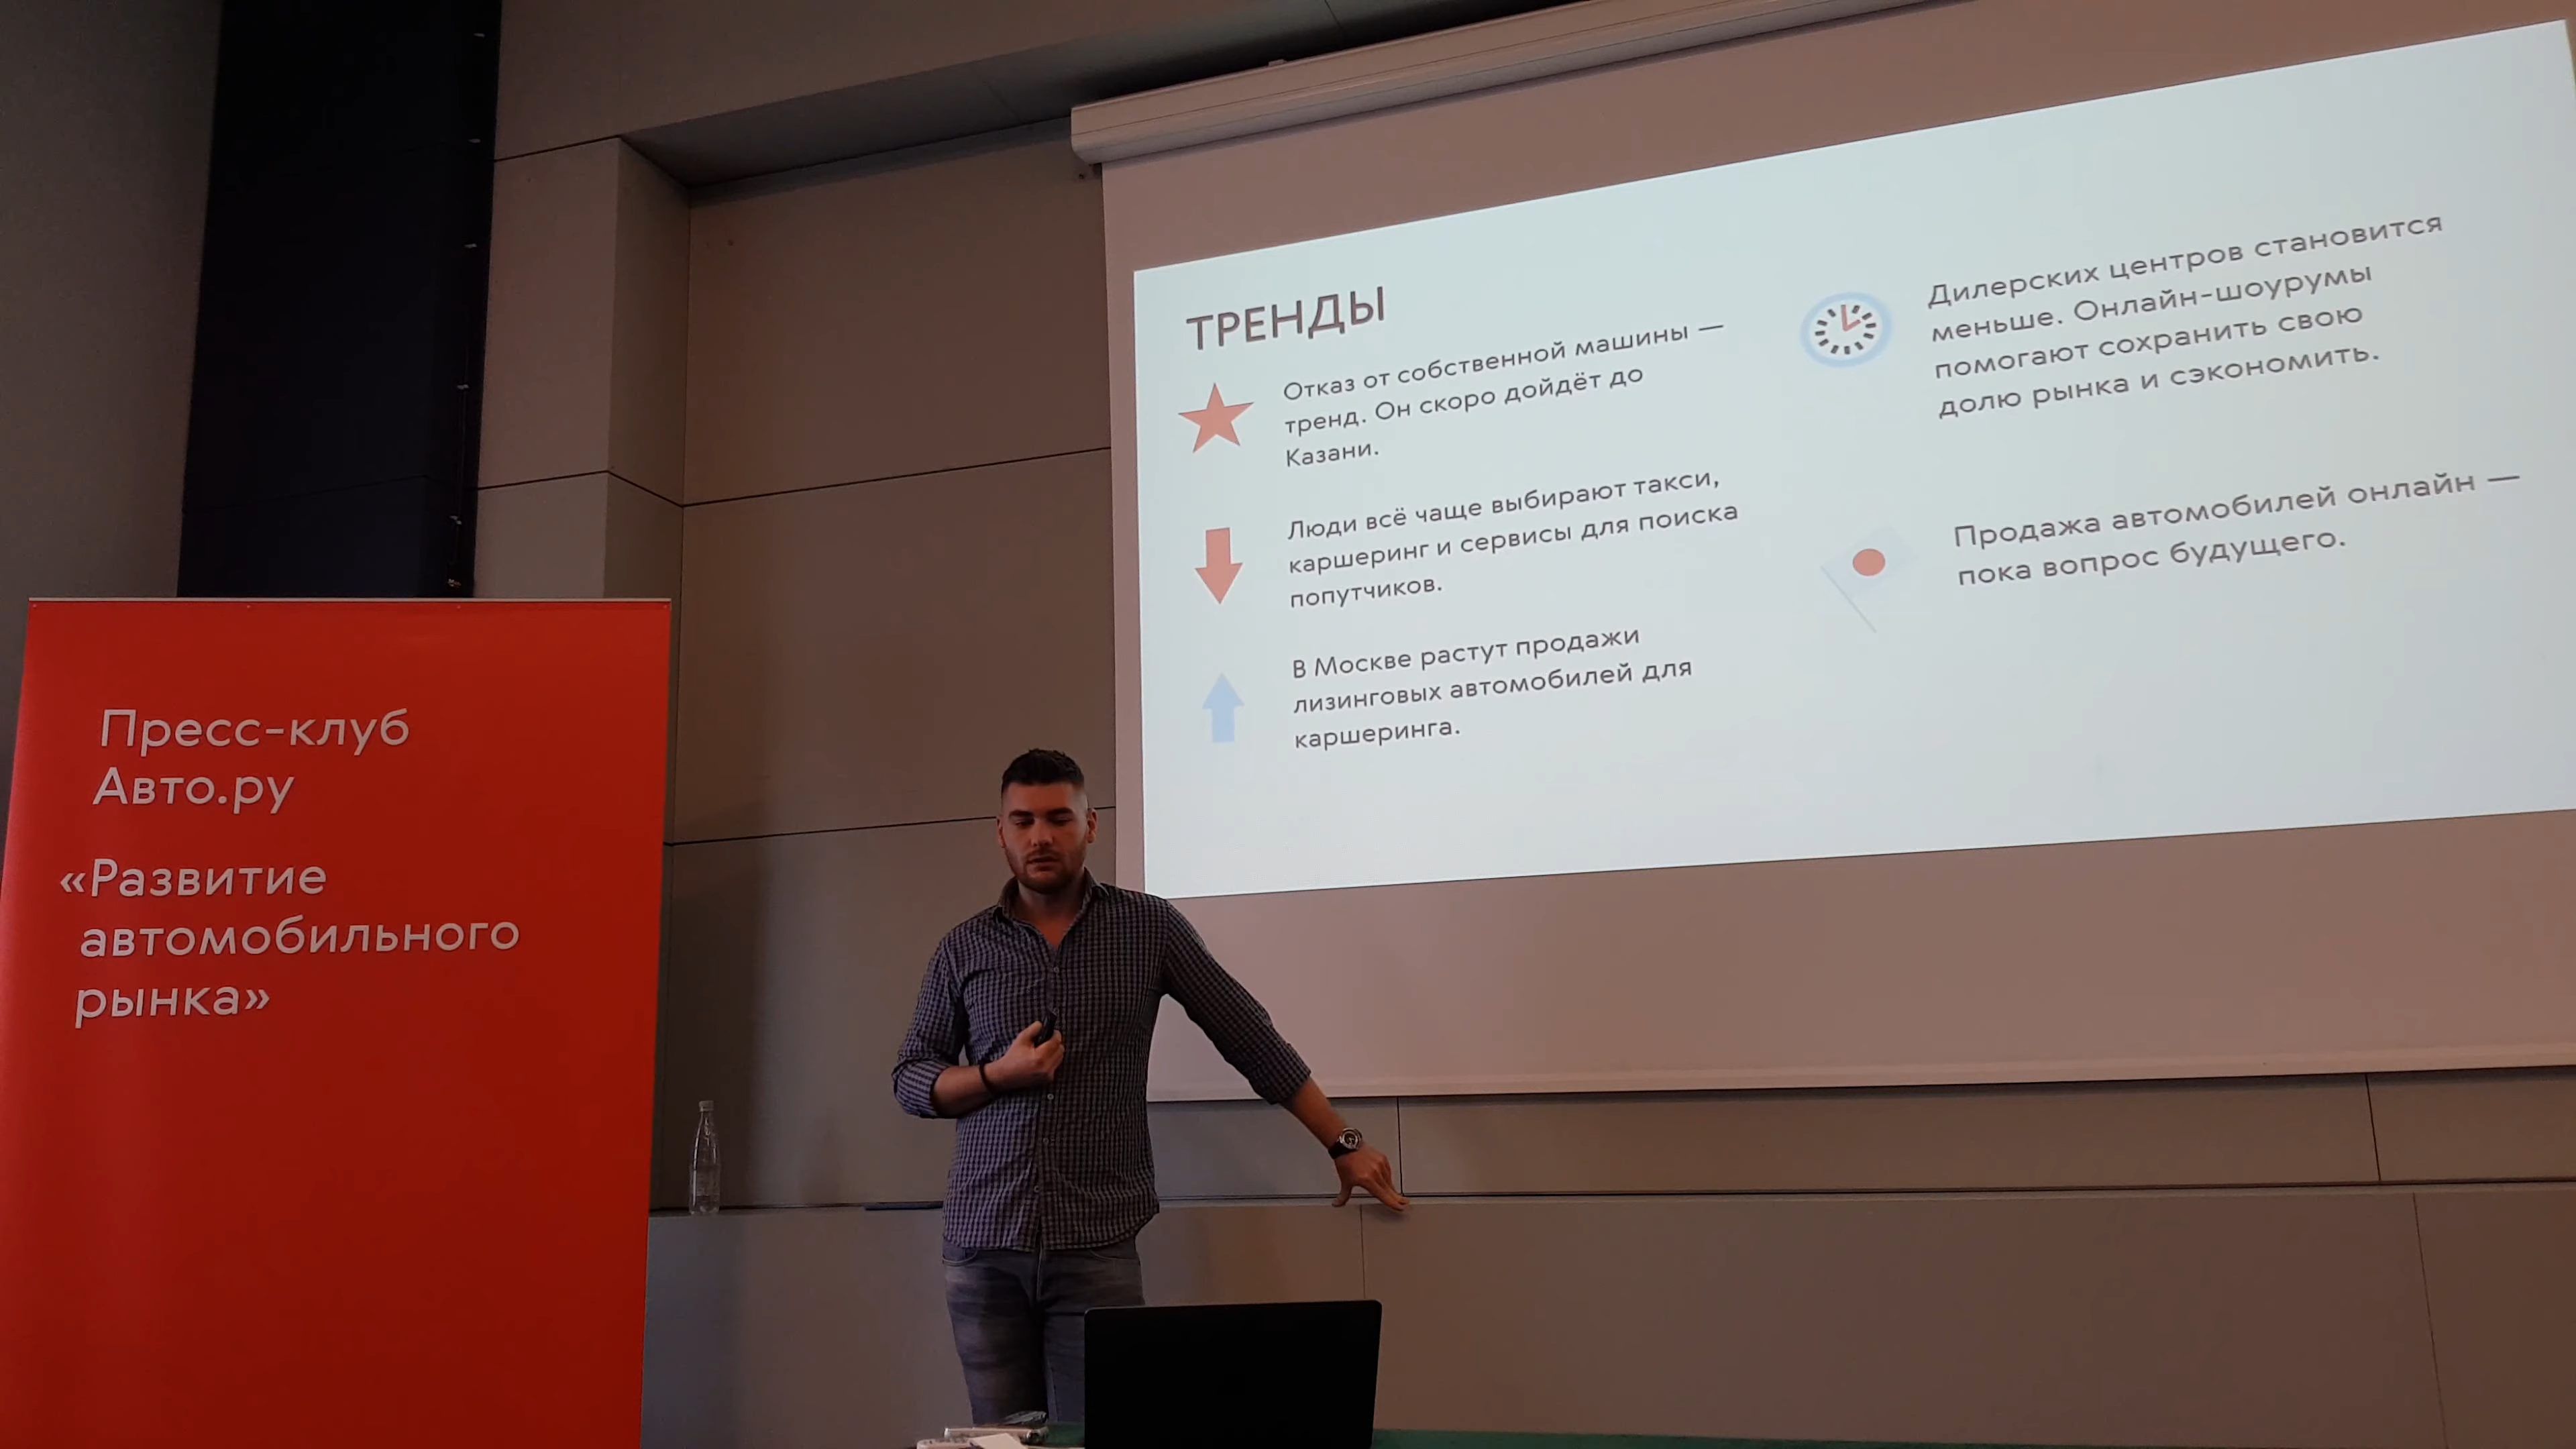 Пресс-клуб
Авто.ру
«Развитие
автомобильного
рынка»
ТРЕНДЫ
Отказ от собственной машины —
тренд. Он скоро дойдёт до
Казани.
Люди всё чаще выбирают такси,
каршеринг и сервисы для поиска
попутчиков.
В Москве растут продажи
лизинговых автомобилей для
каршеринга.
Дилерских центров становится
меньше. Онлайн-шоурумы
помогают сохранить свою
долю рынка и сэкономить.
Продажа автомобилей онлайн —
пока вопрос будущего.